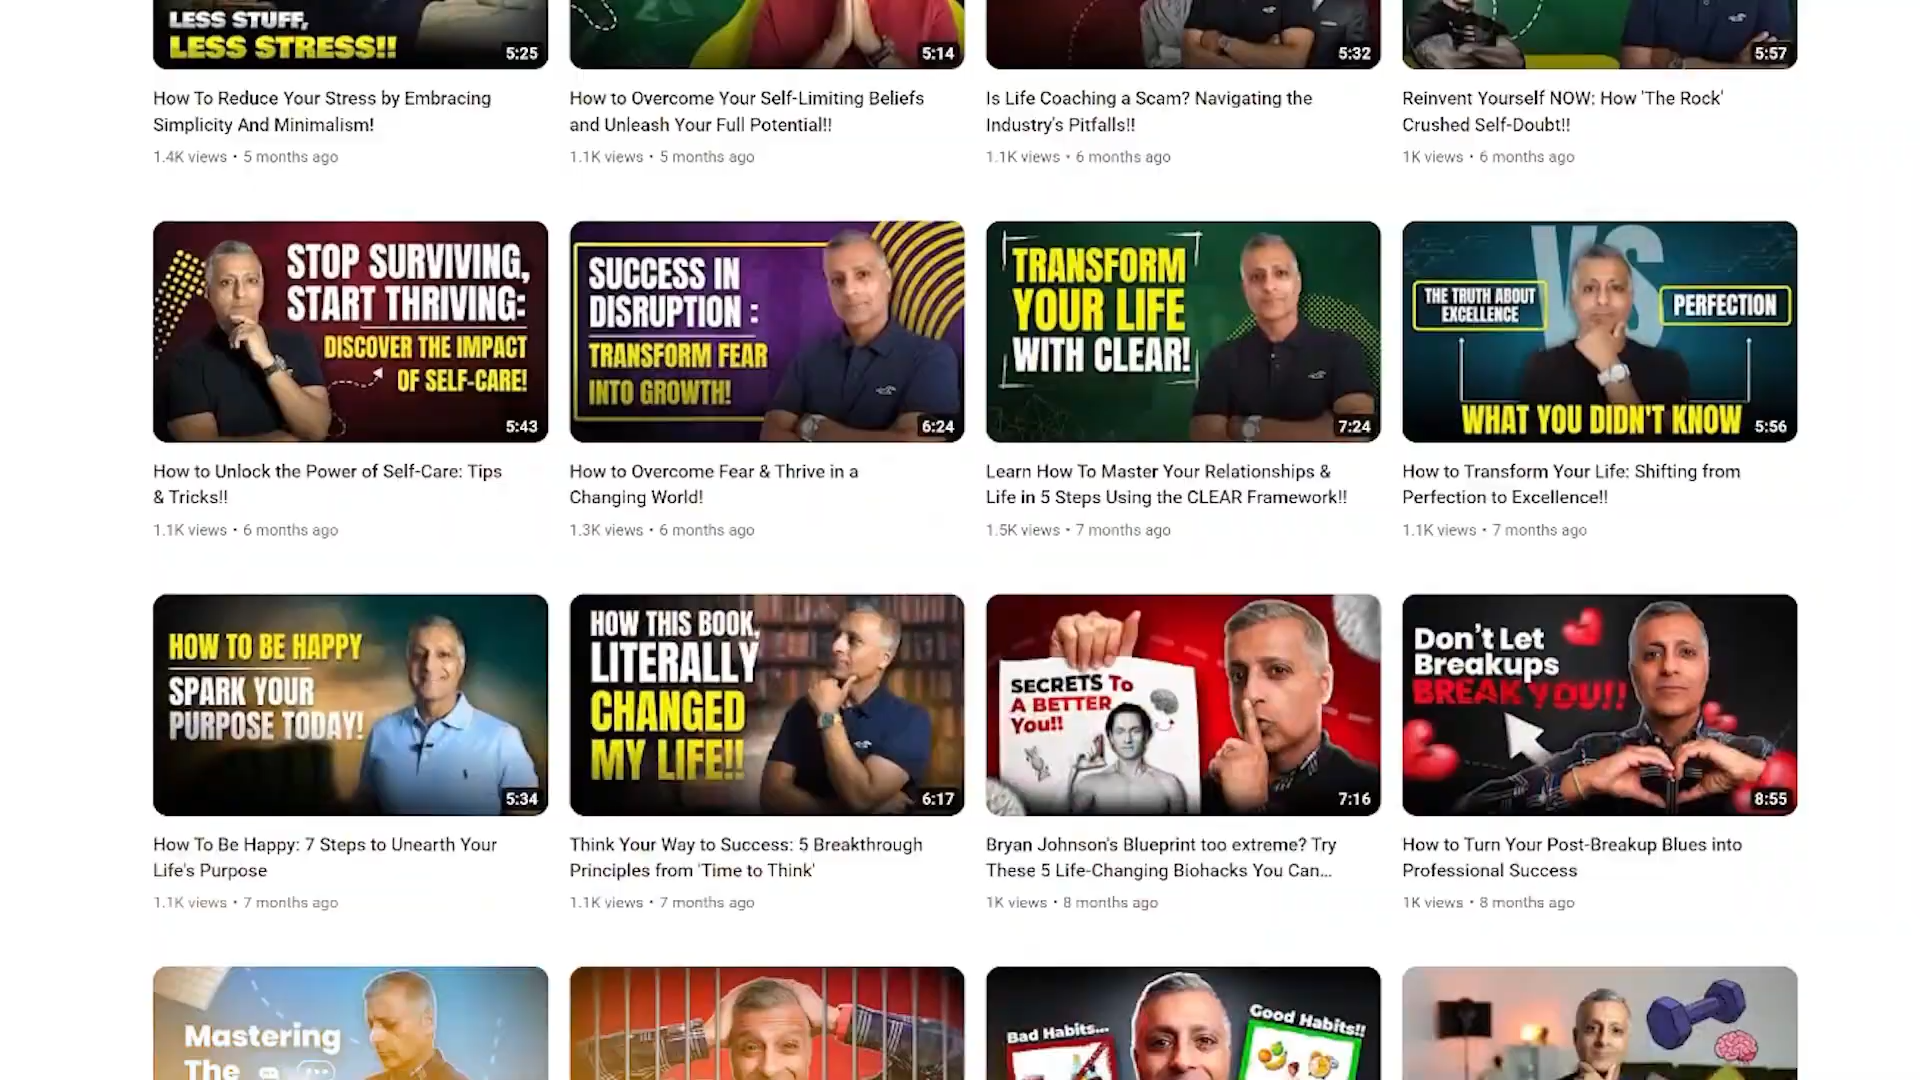 LESS STUFF,
LESS STRESS!!
5:25
5:14
5:32
5:57
How To Reduce Your Stress by Embracing
Simplicity And Minimalism!
1.4K views • 5 months ago
How to Overcome Your Self-Limiting Beliefs
and Unleash Your Full Potential!!
1.1K views • 5 months ago
Is Life Coaching a Scam? Navigating the
Industry's Pitfalls!!
1.1K views • 6 months ago
Reinvent Yourself NOW: How 'The Rock'
Crushed Self-Doubt!!
1K views • 6 months ago
STOP SURVIVING,
START THRIVING:
DISCOVER THE IMPACT
OF SELF-CARE!
5:43
SUCCESS IN
DISRUPTION :
TRANSFORM FEAR
INTO GROWTH!
6:24
TRANSFORM
YOUR LIFE
WITH CLEAR!
7:24
VS
THE TRUTH ABOUT
EXCELLENCE
PERFECTION
WHAT YOU DIDN'T KNOW
5:56
How to Unlock the Power of Self-Care: Tips
& Tricks!!
1.1K views • 6 months ago
How to Overcome Fear & Thrive in a
Changing World!
1.3K views • 6 months ago
Learn How To Master Your Relationships &
Life in 5 Steps Using the CLEAR Framework!!
1.5K views • 7 months ago
How to Transform Your Life: Shifting from
Perfection to Excellence!!
1.1K views • 7 months ago
HOW TO BE HAPPY
SPARK YOUR
PURPOSE TODAY!
5:34
HOW THIS BOOK,
LITERALLY
CHANGED
MY LIFE!!
6:17
SECRETS To
A BETTER
You!!
7:16
Don't Let
Breakups
BREAK YOU!!
8:55
How To Be Happy: 7 Steps to Unearth Your
Life's Purpose
1.1K views • 7 months ago
Think Your Way to Success: 5 Breakthrough
Principles from 'Time to Think'
1.1K views • 7 months ago
Bryan Johnson's Blueprint too extreme? Try
These 5 Life-Changing Biohacks You Can...
1K views • 8 months ago
How to Turn Your Post-Breakup Blues into
Professional Success
1K views • 8 months ago
Mastering
The
Bad Habits...
Good Habits!!